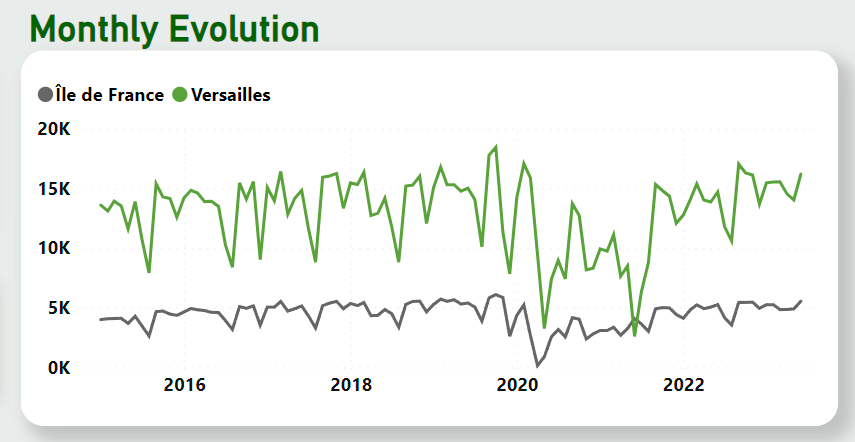 Monthly Evolution
Île de France Versailles
20K
15K
10K
5K
0K
2016 2018 2020 2022